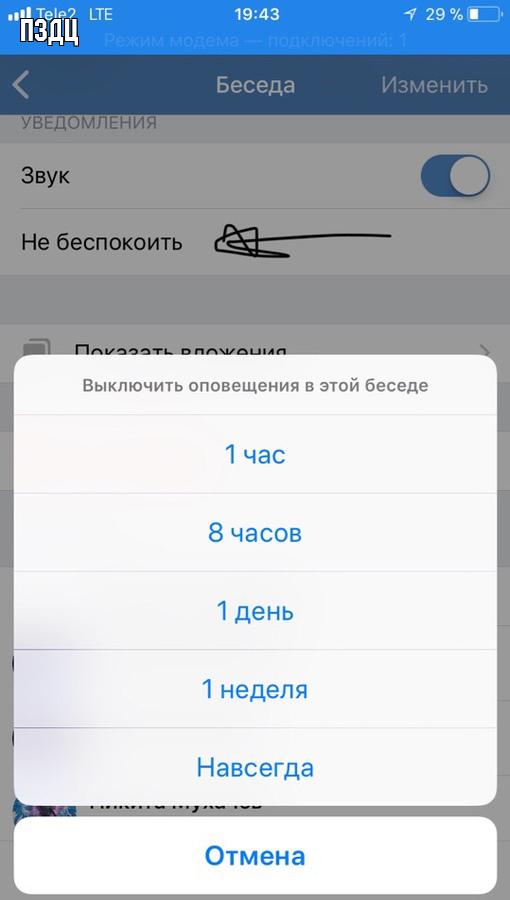 Tele2 LTE 19:43 29 %
ПЗДЦ
Режим модема — подключений: 1
Беседа Изменить
УВЕДОМЛЕНИЯ
Звук
Не беспокоить
Показать вложения
Выключить оповещения в этой беседе
1 час
8 часов
1 день
1 неделя
Навсегда
Никита Мухачов
Отмена